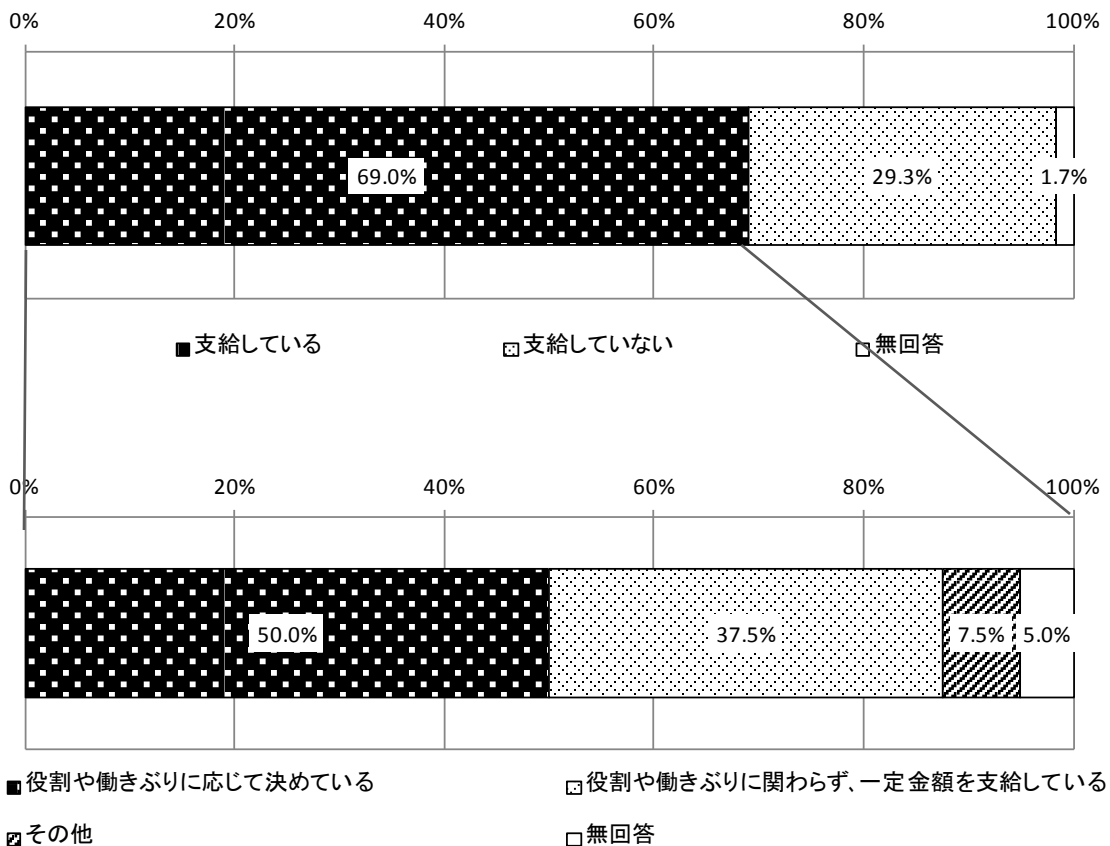 0% 20% 40% 60% 80% 100%
69.0% 29.3% 1.7%
支給している 支給していない 無回答
0% 20% 40% 60% 80% 100%
50.0% 37.5% 7.5% 5.0%
役割や働きぶりに応じて決めている 役割や働きぶりに関わらず、一定金額を支給している
その他 無回答